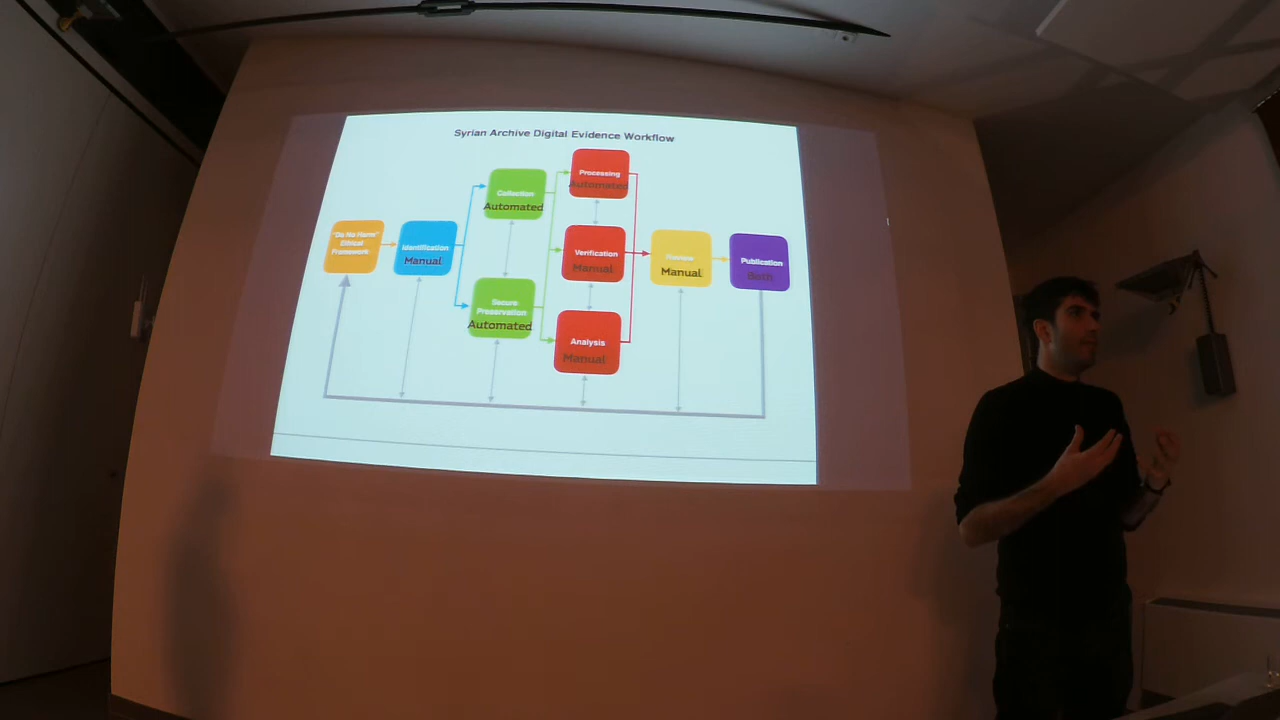 Syrian Archive Digital Evidence Workflow
"Do No Harm"
Ethical
Framework
Identification
Manual
Collection
Automated
Secure
Preservation
Automated
Processing
Automated
Verification
Manual
Analysis
Manual
Review
Manual
Publication
Both